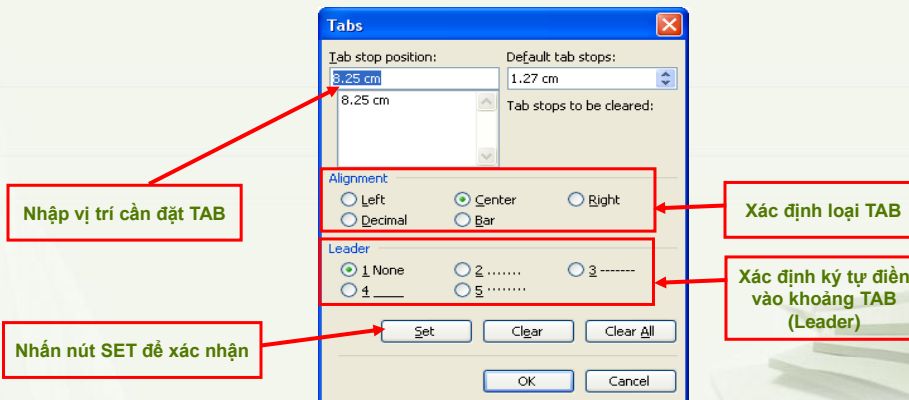 Tabs
Tab stop position:
Default tab stops:
8.25 cm
1.27 cm
8.25 cm
Tab stops to be cleared:
Alignment
Left
Center
Right
Decimal
Bar
Leader
1 None
2 .......
3 -------
4 ____
5 ········
Set
Clear
Clear All
OK
Cancel
Nhập vị trí cần đặt TAB
Xác định loại TAB
Xác định ký tự điền
vào khoảng TAB
(Leader)
Nhấn nút SET để xác nhận